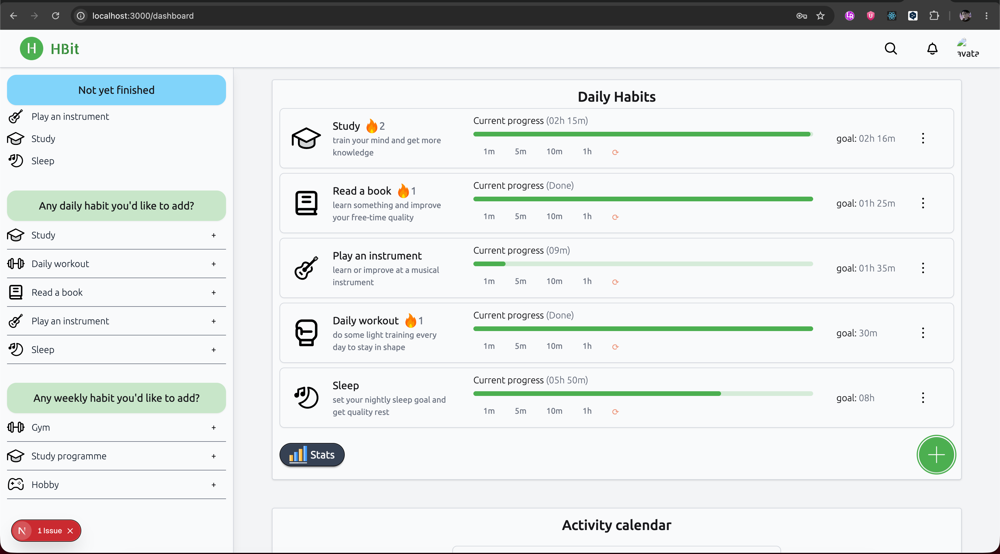 localhost:3000/dashboard
H HBit
avata
Not yet finished
Play an instrument
Study
Sleep
Any daily habit you'd like to add?
Study +
Daily workout +
Read a book +
Play an instrument +
Sleep +
Any weekly habit you'd like to add?
Gym +
Study programme +
Hobby +
N 1 Issue
Daily Habits
Study 🔥2
train your mind and get more
knowledge
Current progress (02h 15m)
1m 5m 10m 1h
goal: 02h 16m
Read a book 🔥1
learn something and improve
your free-time quality
Current progress (Done)
1m 5m 10m 1h
goal: 01h 25m
Play an instrument
learn or improve at a musical
instrument
Current progress (09m)
1m 5m 10m 1h
goal: 01h 35m
Daily workout 🔥1
do some light training every
day to stay in shape
Current progress (Done)
1m 5m 10m 1h
goal: 30m
Sleep
set your nightly sleep goal and
get quality rest
Current progress (05h 50m)
1m 5m 10m 1h
goal: 08h
Stats
Activity calendar